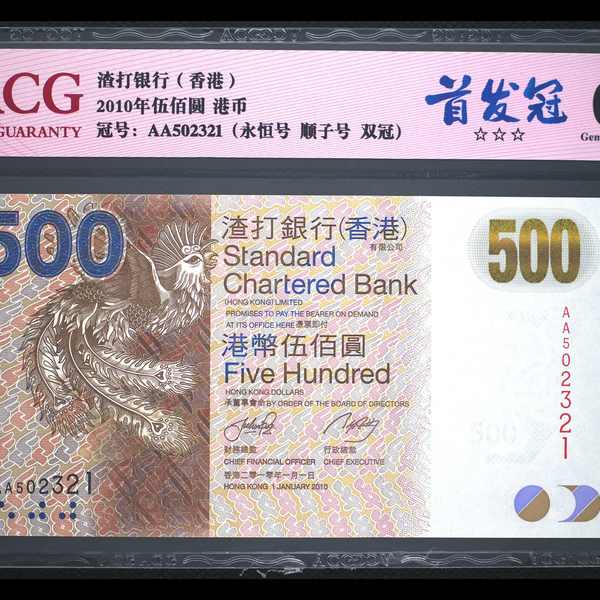 渣打银行（香港）
CG
2010年伍佰圆 港币
GUARANTY
冠号：AA502321（永恒号 顺子号 双冠）
首发冠
☆☆☆
Gem
500
渣打銀行(香港)
有限公司
Standard
Chartered Bank
(HONG KONG) LIMITED
PROMISES TO PAY THE BEARER ON DEMAND
AT ITS OFFICE HERE 憑票即付
港幣伍佰圓
Five Hundred
HONG KONG DOLLARS
承董事會命 BY ORDER OF THE BOARD OF DIRECTORS
財務總監 行政總裁
CHIEF FINANCIAL OFFICER CHIEF EXECUTIVE
香港二零一零年一月一日
HONG KONG 1 JANUARY 2010
AA502321
500
AA502321
500